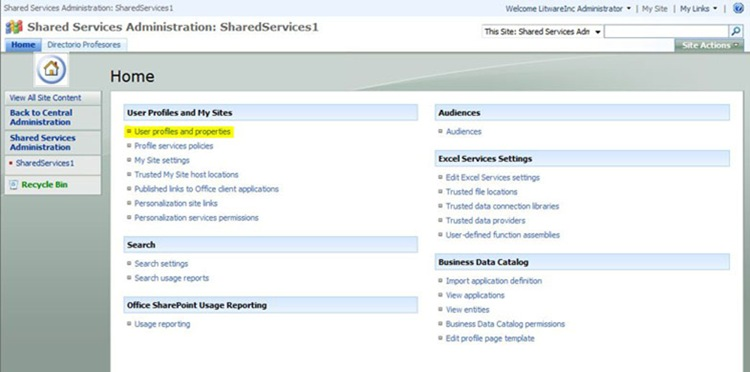 Shared Services Administration: SharedServices1
Welcome LitwareInc Administrator | My Site | My Links |
Shared Services Administration: SharedServices1
This Site: Shared Services Adm
Home Directorio Profesores
Site Actions
Home
View All Site Content
Back to Central
Administration
Shared Services
Administration
SharedServices1
Recycle Bin
User Profiles and My Sites
User profiles and properties
Profile services policies
My Site settings
Trusted My Site host locations
Published links to Office client applications
Personalization site links
Personalization services permissions
Search
Search settings
Search usage reports
Office SharePoint Usage Reporting
Usage reporting
Audiences
Audiences
Excel Services Settings
Edit Excel Services settings
Trusted file locations
Trusted data connection libraries
Trusted data providers
User-defined function assemblies
Business Data Catalog
Import application definition
View applications
View entities
Business Data Catalog permissions
Edit profile page template